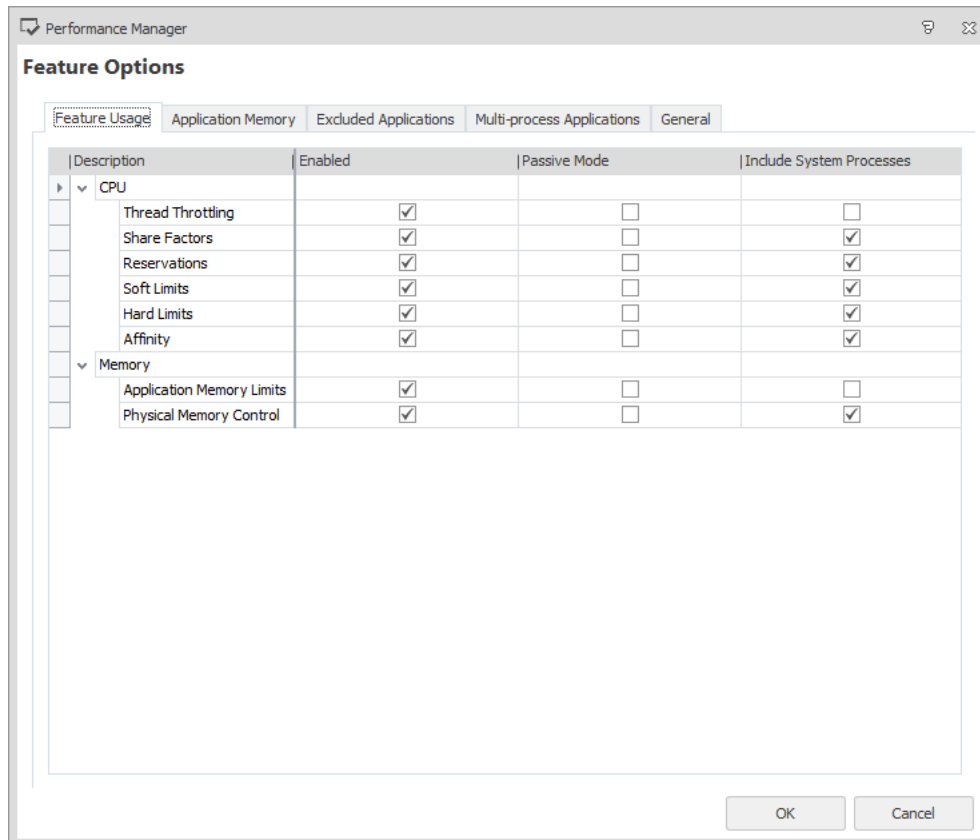 Performance Manager
Feature Options
Feature Usage Application Memory Excluded Applications Multi-process Applications General
Description Enabled Passive Mode Include System Processes
CPU
Thread Throttling
Share Factors
Reservations
Soft Limits
Hard Limits
Affinity
Memory
Application Memory Limits
Physical Memory Control
OK Cancel